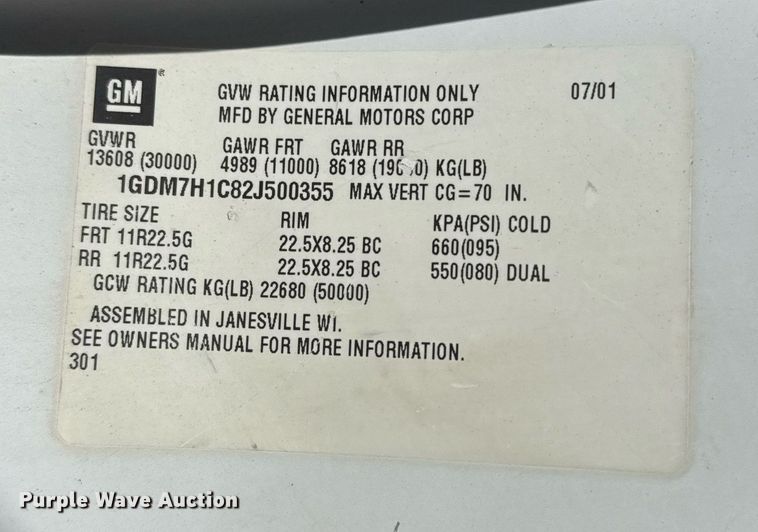 GM
GVW RATING INFORMATION ONLY 07/01
MFD BY GENERAL MOTORS CORP
GVWR GAWR FRT GAWR RR
13608 (30000) 4989 (11000) 8618 KG(LB)
1GDM7H1C82J500355 MAX VERT CG=70 IN.
TIRE SIZE RIM KPA(PSI) COLD
FRT 11R22.5G 22.5X8.25 BC 660(095)
RR 11R22.5G 22.5X8.25 BC 550(080) DUAL
GCW RATING KG(LB) 22680 (50000)
ASSEMBLED IN JANESVILLE WI.
SEE OWNERS MANUAL FOR MORE INFORMATION.
301
Purple Wave Auction